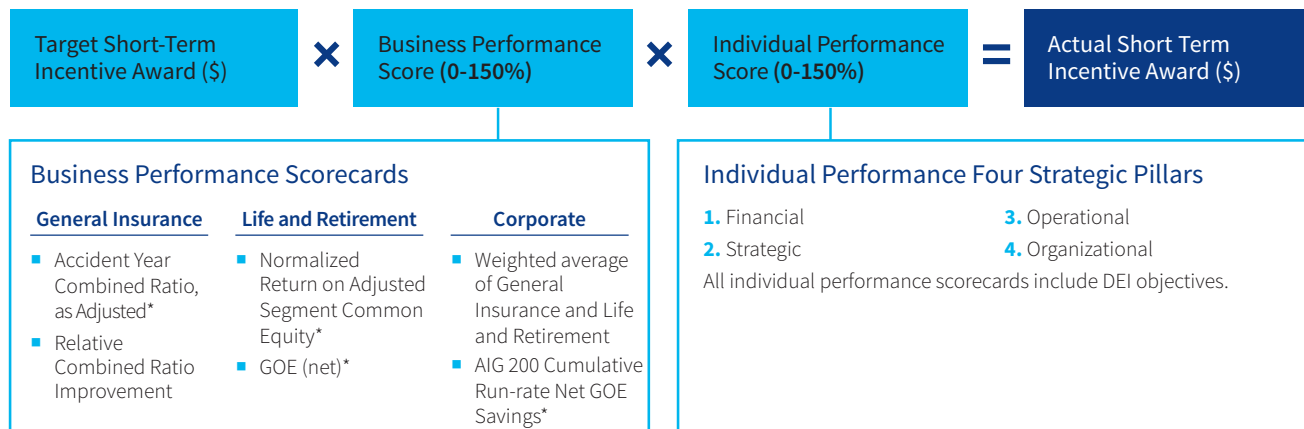 Target Short-Term
Incentive Award ($)
×
Business Performance
Score (0-150%)
×
Individual Performance
Score (0-150%)
=
Actual Short Term
Incentive Award ($)
Business Performance Scorecards
General Insurance
■ Accident Year
Combined Ratio,
as Adjusted*
■ Relative
Combined Ratio
Improvement
Life and Retirement
■ Normalized
Return on Adjusted
Segment Common
Equity*
■ GOE (net)*
Corporate
■ Weighted average
of General
Insurance and Life
and Retirement
■ AIG 200 Cumulative
Run-rate Net GOE
Savings*
Individual Performance Four Strategic Pillars
1. Financial
2. Strategic
3. Operational
4. Organizational
All individual performance scorecards include DEI objectives.